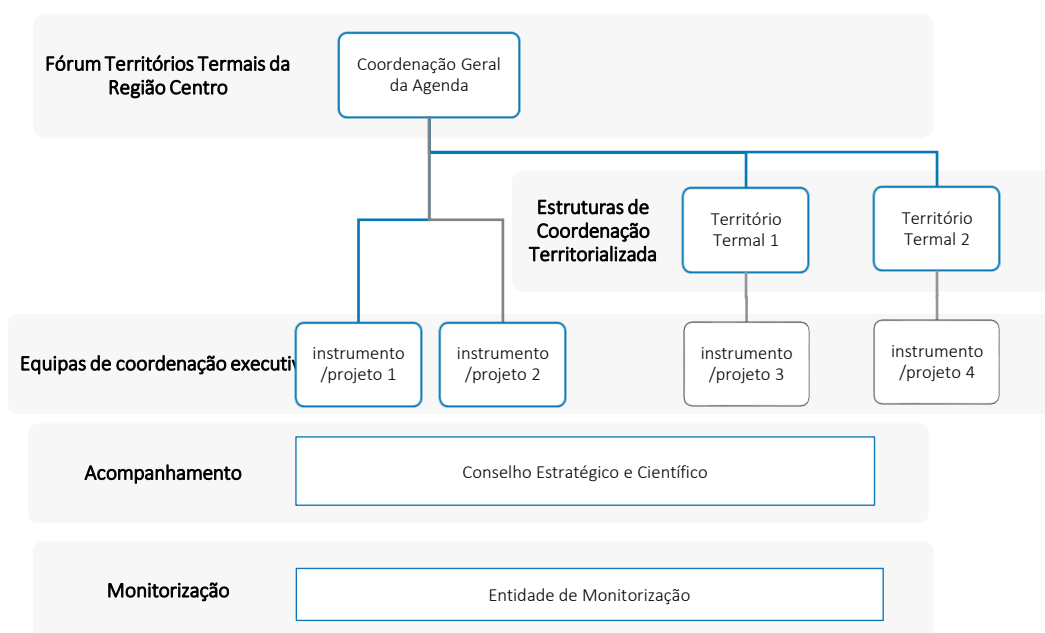 Fórum Territórios Termais da
Região Centro
Coordenação Geral
da Agenda
Estruturas de
Coordenação
Territorializada
Território
Termal 1
Território
Termal 2
Equipas de coordenação executiv
instrumento
/projeto 1
instrumento
/projeto 2
instrumento
/projeto 3
instrumento
/projeto 4
Acompanhamento
Conselho Estratégico e Científico
Monitorização
Entidade de Monitorização